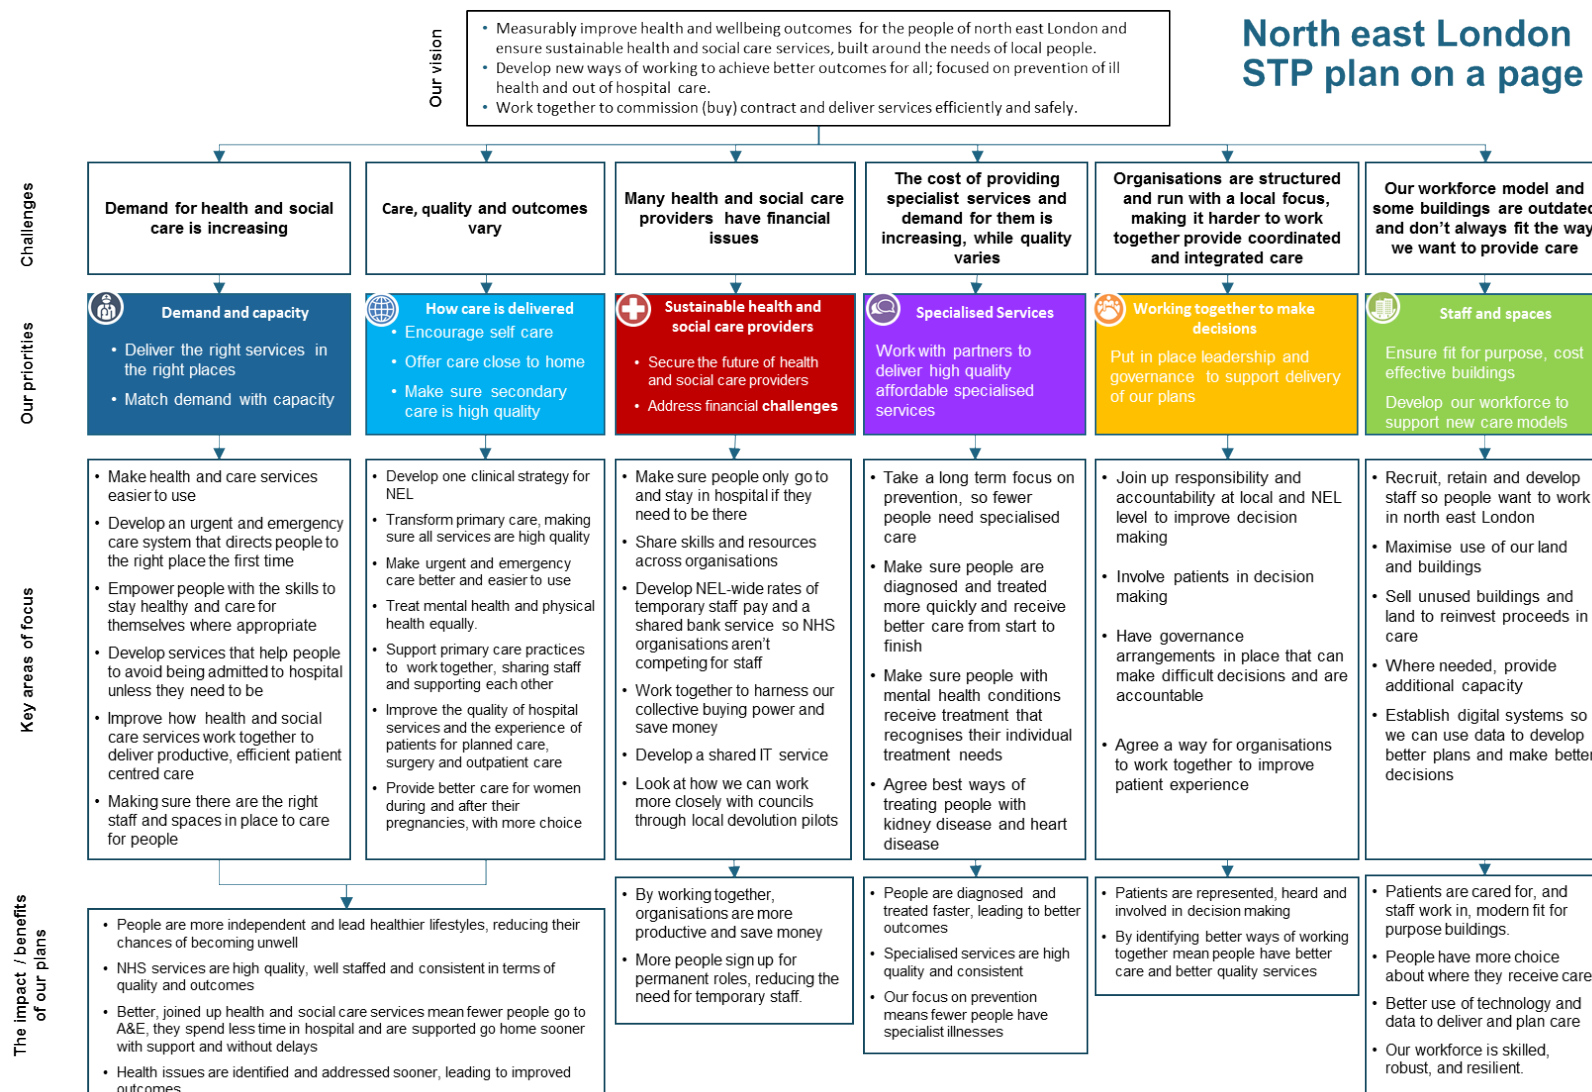 North east London
STP plan on a page
Our vision
• Measurably improve health and wellbeing outcomes for the people of north east London and
ensure sustainable health and social care services, built around the needs of local people.
• Develop new ways of working to achieve better outcomes for all; focused on prevention of ill
health and out of hospital care.
• Work together to commission (buy) contract and deliver services efficiently and safely.
Challenges
Demand for health and social
care is increasing
Care, quality and outcomes
vary
Many health and social care
providers have financial
issues
The cost of providing
specialist services and
demand for them is
increasing, while quality
varies
Organisations are structured
and run with a local focus,
making it harder to work
together provide coordinated
and integrated care
Our workforce model and
some buildings are outdated
and don't always fit the way
we want to provide care
Our priorities
Demand and capacity
• Deliver the right services in
the right places
• Match demand with capacity
How care is delivered
• Encourage self care
• Offer care close to home
• Make sure secondary
care is high quality
Sustainable health and
social care providers
• Secure the future of health
and social care providers
• Address financial challenges
Specialised Services
Work with partners to
deliver high quality
affordable specialised
services
Working together to make
decisions
Put in place leadership and
governance to support delivery
of our plans
Staff and spaces
Ensure fit for purpose, cost
effective buildings
Develop our workforce to
support new care models
Key areas of focus
• Make health and care services
easier to use
• Develop an urgent and emergency
care system that directs people to
the right place the first time
• Empower people with the skills to
stay healthy and care for
themselves where appropriate
• Develop services that help people
to avoid being admitted to hospital
unless they need to be
• Improve how health and social
care services work together to
deliver productive, efficient patient
centred care
• Making sure there are the right
staff and spaces in place to care
for people
• Develop one clinical strategy for
NEL
• Transform primary care, making
sure all services are high quality
• Make urgent and emergency
care better and easier to use
• Treat mental health and physical
health equally.
• Support primary care practices
to work together, sharing staff
and supporting each other
• Improve the quality of hospital
services and the experience of
patients for planned care,
surgery and outpatient care
• Provide better care for women
during and after their
pregnancies, with more choice
• Make sure people only go to
and stay in hospital if they
need to be there
• Share skills and resources
across organisations
• Develop NEL-wide rates of
temporary staff pay and a
shared bank service so NHS
organisations aren't
competing for staff
• Work together to harness our
collective buying power and
save money
• Develop a shared IT service
• Look at how we can work
more closely with councils
through local devolution pilots
• Take a long term focus on
prevention, so fewer
people need specialised
care
• Make sure people are
diagnosed and treated
more quickly and receive
better care from start to
finish
• Make sure people with
mental health conditions
receive treatment that
recognises their individual
treatment needs
• Agree best ways of
treating people with
kidney disease and heart
disease
• Join up responsibility and
accountability at local and NEL
level to improve decision
making
• Involve patients in decision
making
• Have governance
arrangements in place that can
make difficult decisions and are
accountable
• Agree a way for organisations
to work together to improve
patient experience
• Recruit, retain and develop
staff so people want to work
in north east London
• Maximise use of our land
and buildings
• Sell unused buildings and
land to reinvest proceeds in
care
• Where needed, provide
additional capacity
• Establish digital systems so
we can use data to develop
better plans and make better
decisions
The impact / benefits
of our plans
• People are more independent and lead healthier lifestyles, reducing their
chances of becoming unwell
• NHS services are high quality, well staffed and consistent in terms of
quality and outcomes
• Better, joined up health and social care services mean fewer people go to
A&E, they spend less time in hospital and are supported go home sooner
with support and without delays
• Health issues are identified and addressed sooner, leading to improved
outcomes
• By working together,
organisations are more
productive and save money
• More people sign up for
permanent roles, reducing the
need for temporary staff.
• People are diagnosed and
treated faster, leading to better
outcomes
• Specialised services are high
quality and consistent
• Our focus on prevention
means fewer people have
specialist illnesses
• Patients are represented, heard and
involved in decision making
• By identifying better ways of working
together mean people have better
care and better quality services
• Patients are cared for, and
staff work in, modern fit for
purpose buildings.
• People have more choice
about where they receive care
• Better use of technology and
data to deliver and plan care
• Our workforce is skilled,
robust, and resilient.